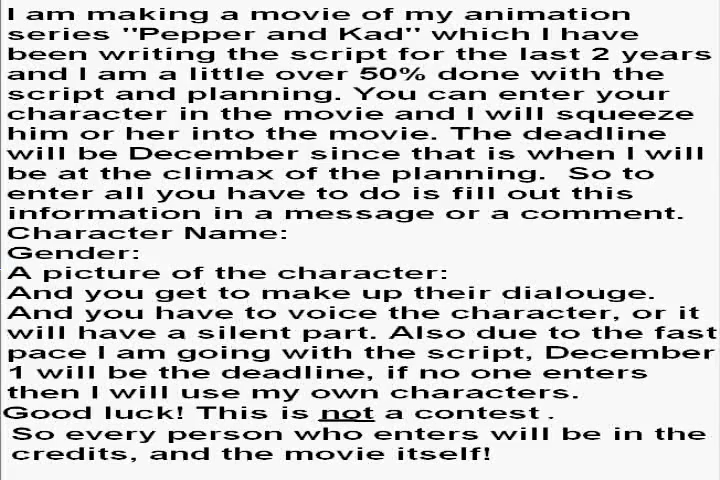 I am making a movie of my animation
series "Pepper and Kad" which I have
been writing the script for the last 2 years
and I am a little over 50% done with the
script and planning. You can enter your
character in the movie and I will squeeze
him or her into the movie. The deadline
will be December since that is when I will
be at the climax of the planning.  So to
enter all you have to do is fill out this
information in a message or a comment.
Character Name:
Gender:
A picture of the character:
And you get to make up their dialouge.
And you have to voice the character, or it
will have a silent part. Also due to the fast
pace I am going with the script, December
1 will be the deadline, if no one enters
then I will use my own characters.
Good luck! This is not a contest.
So every person who enters will be in the
credits, and the movie itself!